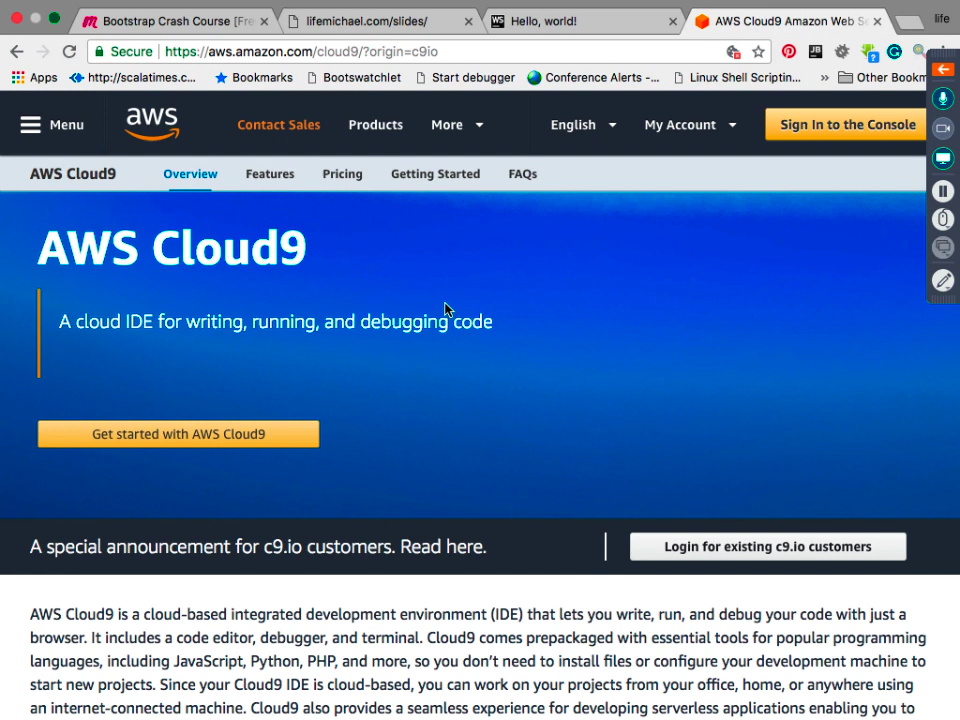 Bootstrap Crash Course [Fre
lifemichael.com/slides/
Hello, world!
AWS Cloud9 Amazon Web Se
life
Secure
https://aws.amazon.com/cloud9/?origin=c9io
Apps
http://scalatimes.c...
Bookmarks
Bootswatchlet
Start debugger
Conference Alerts -...
Linux Shell Scriptin...
»
Other Bookm
Menu
aws
Contact Sales
Products
More
English
My Account
Sign In to the Console
AWS Cloud9
Overview
Features
Pricing
Getting Started
FAQs
AWS Cloud9
A cloud IDE for writing, running, and debugging code
Get started with AWS Cloud9
A special announcement for c9.io customers. Read here.
Login for existing c9.io customers
AWS Cloud9 is a cloud-based integrated development environment (IDE) that lets you write, run, and debug your code with just a
browser. It includes a code editor, debugger, and terminal. Cloud9 comes prepackaged with essential tools for popular programming
languages, including JavaScript, Python, PHP, and more, so you don't need to install files or configure your development machine to
start new projects. Since your Cloud9 IDE is cloud-based, you can work on your projects from your office, home, or anywhere using
an internet-connected machine. Cloud9 also provides a seamless experience for developing serverless applications enabling you to